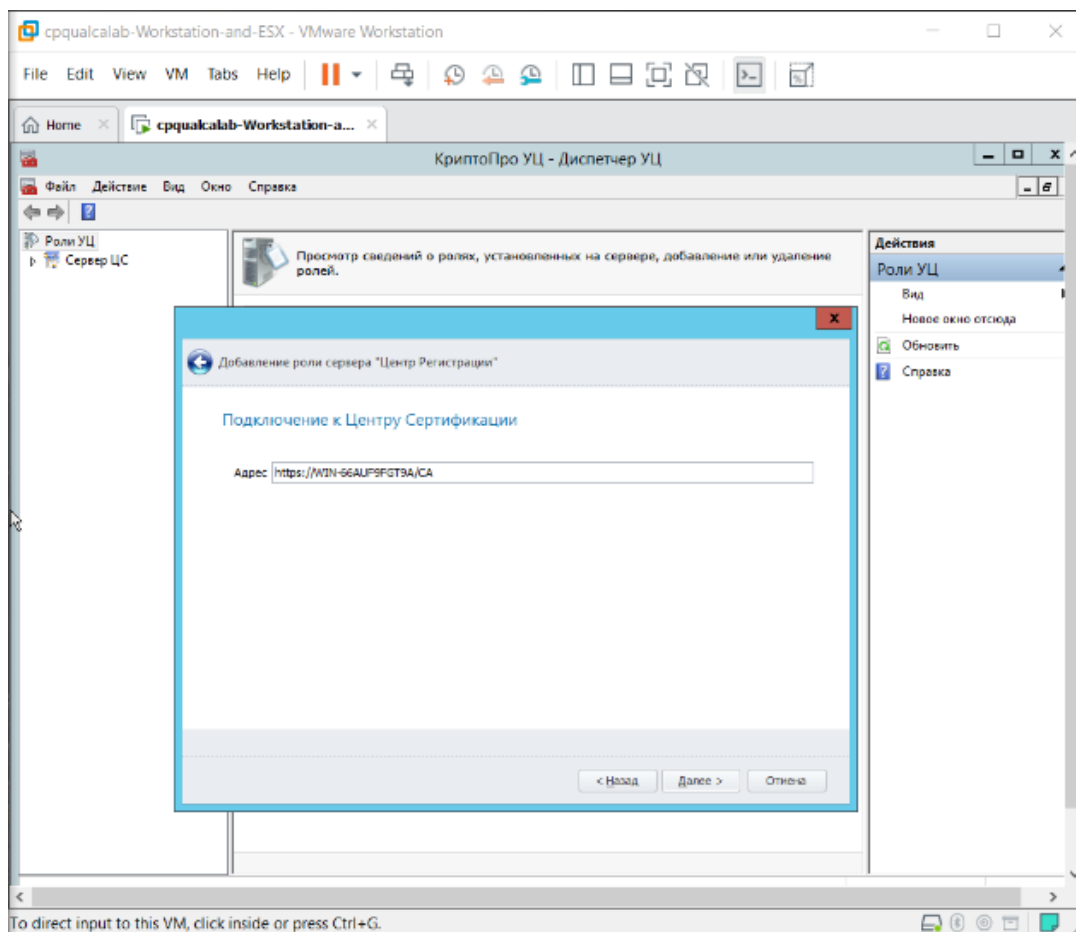 cpqualcalab-Workstation-and-ESX - VMware Workstation
File Edit View VM Tabs Help
Home
cpqualcalab-Workstation-a...
КриптоПро УЦ - Диспетчер УЦ
Файл Действие Вид Окно Справка
Роли УЦ
Сервер ЦС
Просмотр сведений о ролях, установленных на сервере, добавление или удаление
ролей.
Действия
Роли УЦ
Вид
Новое окно отсюда
Обновить
Справка
Добавление роли сервера "Центр Регистрации"
Подключение к Центру Сертификации
Адрес https://WIN-66AUF9FGT9A/CA
< Назад Далее > Отмена
To direct input to this VM, click inside or press Ctrl+G.